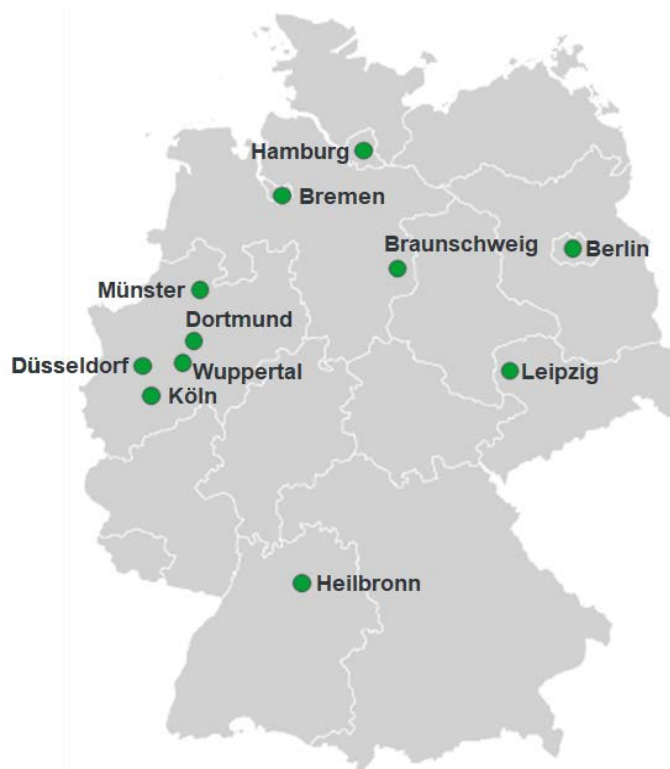 Hamburg
Bremen
Braunschweig
Berlin
Münster
Dortmund
Düsseldorf
Wuppertal
Leipzig
Köln
Heilbronn